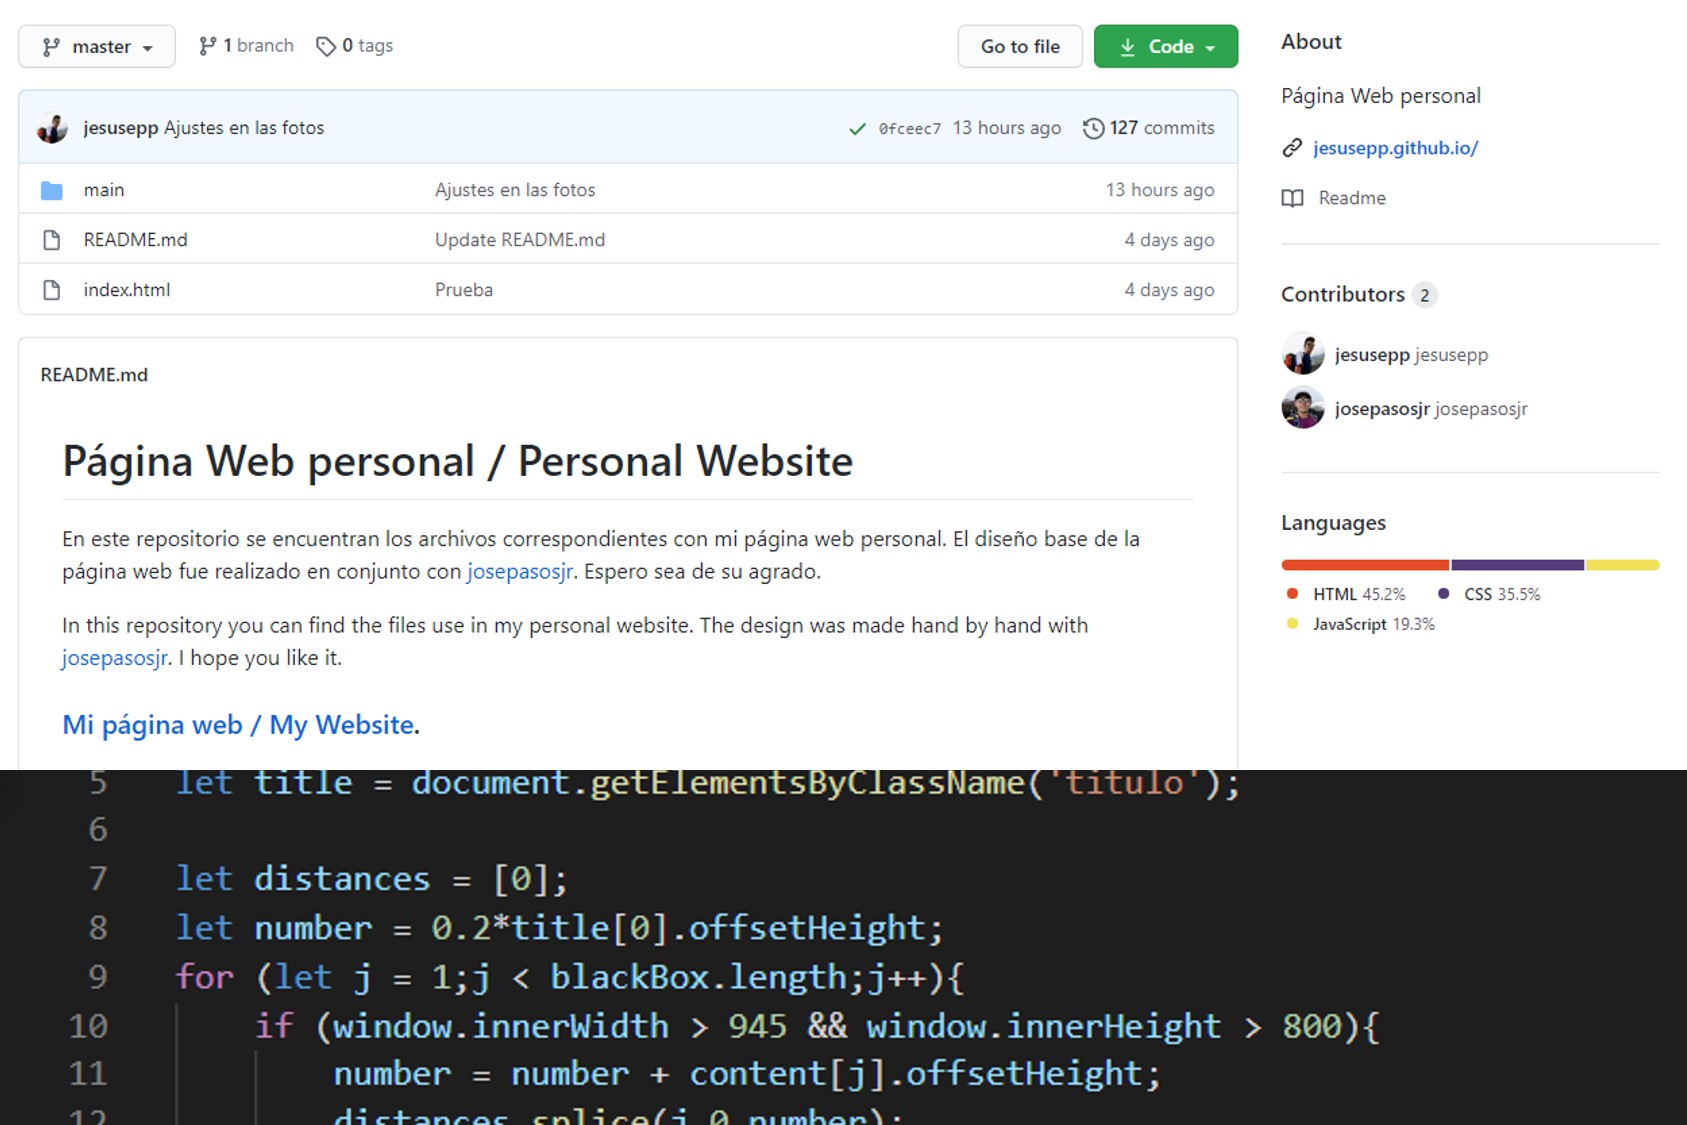 master
1 branch
0 tags
Go to file
Code
jesusepp Ajustes en las fotos
0fceec7 13 hours ago
127 commits
main Ajustes en las fotos 13 hours ago
README.md Update README.md 4 days ago
index.html Prueba 4 days ago
README.md
Página Web personal / Personal Website
En este repositorio se encuentran los archivos correspondientes con mi página web personal. El diseño base de la
página web fue realizado en conjunto con josepasosjr. Espero sea de su agrado.
In this repository you can find the files use in my personal website. The design was made hand by hand with
josepasosjr. I hope you like it.
Mi página web / My Website.
About
Página Web personal
jesusepp.github.io/
Readme
Contributors 2
jesusepp jesusepp
josepasosjr josepasosjr
Languages
HTML 45.2% CSS 35.5%
JavaScript 19.3%
5 let title = document.getElementsByClassName('titulo');
6
7 let distances = [0];
8 let number = 0.2*title[0].offsetHeight;
9 for (let j = 1;j < blackBox.length;j++){
10 if (window.innerWidth > 945 && window.innerHeight > 800){
11 number = number + content[j].offsetHeight;
12 distances.splice(j,0,number);